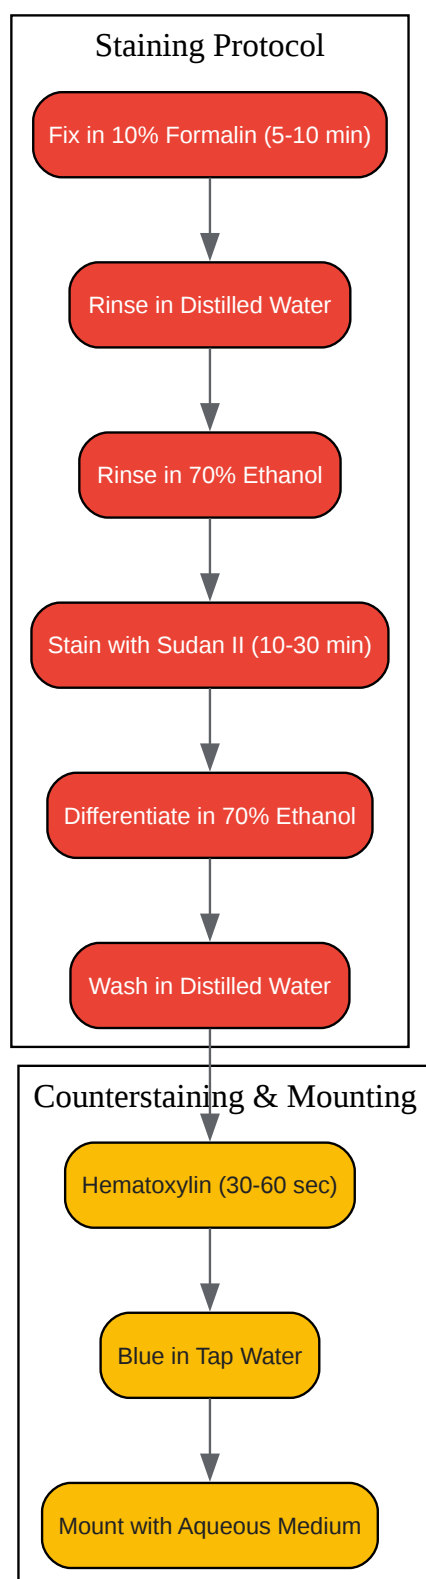 Staining Protocol
Fix in 10% Formalin (5-10 min)
Rinse in Distilled Water
Rinse in 70% Ethanol
Stain with Sudan II (10-30 min)
Differentiate in 70% Ethanol
Wash in Distilled Water
Counterstaining & Mounting
Hematoxylin (30-60 sec)
Blue in Tap Water
Mount with Aqueous Medium